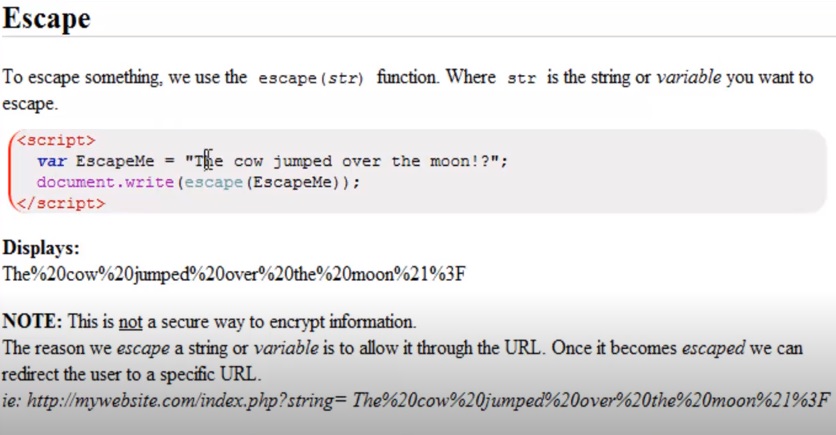 Escape
To escape something, we use the escape(str) function. Where str is the string or variable you want to
escape.
<script>
var EscapeMe = "The cow jumped over the moon!?";
document.write(escape(EscapeMe));
</script>
Displays:
The%20cow%20jumped%20over%20the%20moon%21%3F
NOTE: This is not a secure way to encrypt information.
The reason we escape a string or variable is to allow it through the URL. Once it becomes escaped we can
redirect the user to a specific URL.
ie: http://mywebsite.com/index.php?string= The%20cow%20jumped%20over%20the%20moon%21%3F